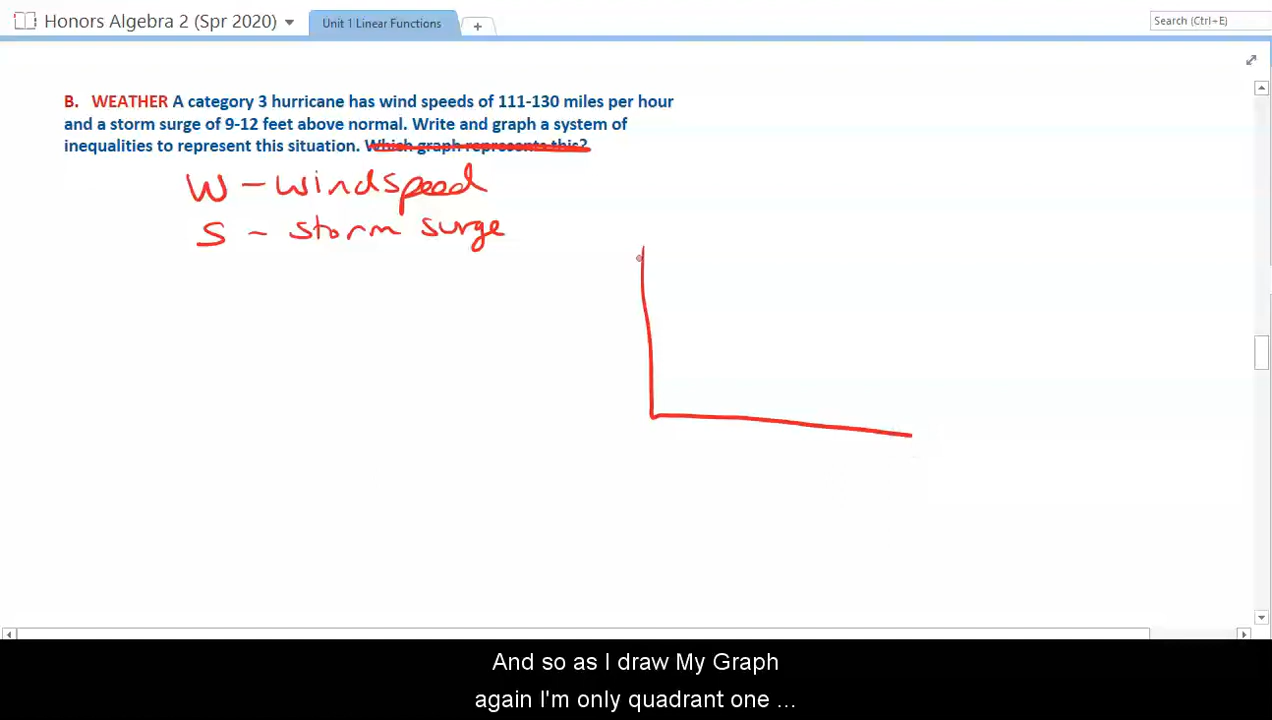 Honors Algebra 2 (Spr 2020)
Unit 1 Linear Functions
+
Search (Ctrl+E)
B. WEATHER A category 3 hurricane has wind speeds of 111-130 miles per hour
and a storm surge of 9-12 feet above normal. Write and graph a system of
inequalities to represent this situation. Which graph represents this?
W - windspeed
S - storm surge
And so as I draw My Graph
again I'm only quadrant one ...